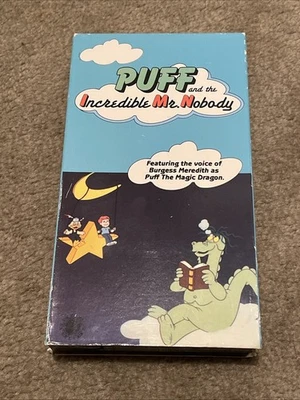 PUFF and the
Incredible Mr. Nobody
Featuring the voice of
Burgess Meredith as
Puff The Magic Dragon.